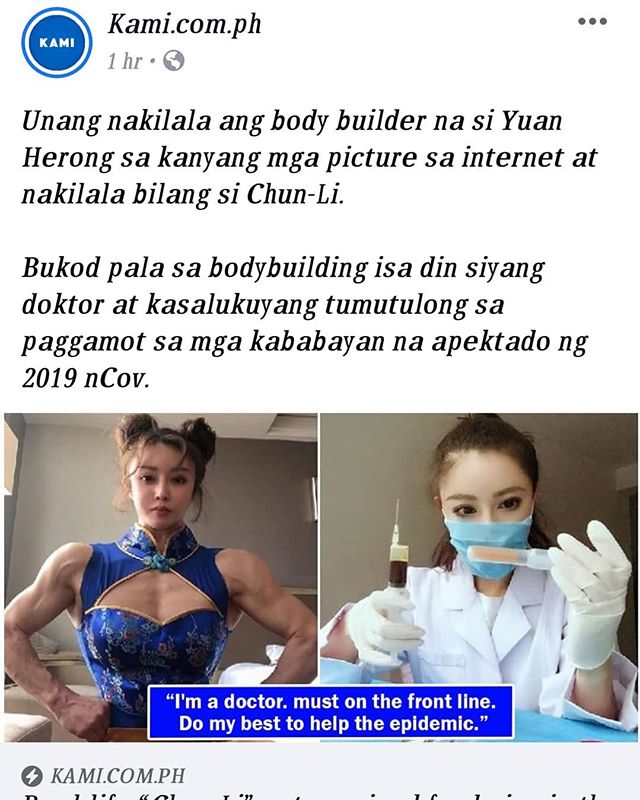 Kami.com.ph
KAMI
1 hr
Unang nakilala ang body builder na si Yuan
Herong sa kanyang mga picture sa internet at
nakilala bilang si Chun-Li.
Bukod pala sa bodybuilding isa din siyang
doktor at kasalukuyang tumutulong sa
paggamot sa mga kababayan na apektado ng
2019 nCov.
“I'm a doctor. must on the front line.
Do my best to help the epidemic.”
KAMI.COM.PH
“Chun-Li”